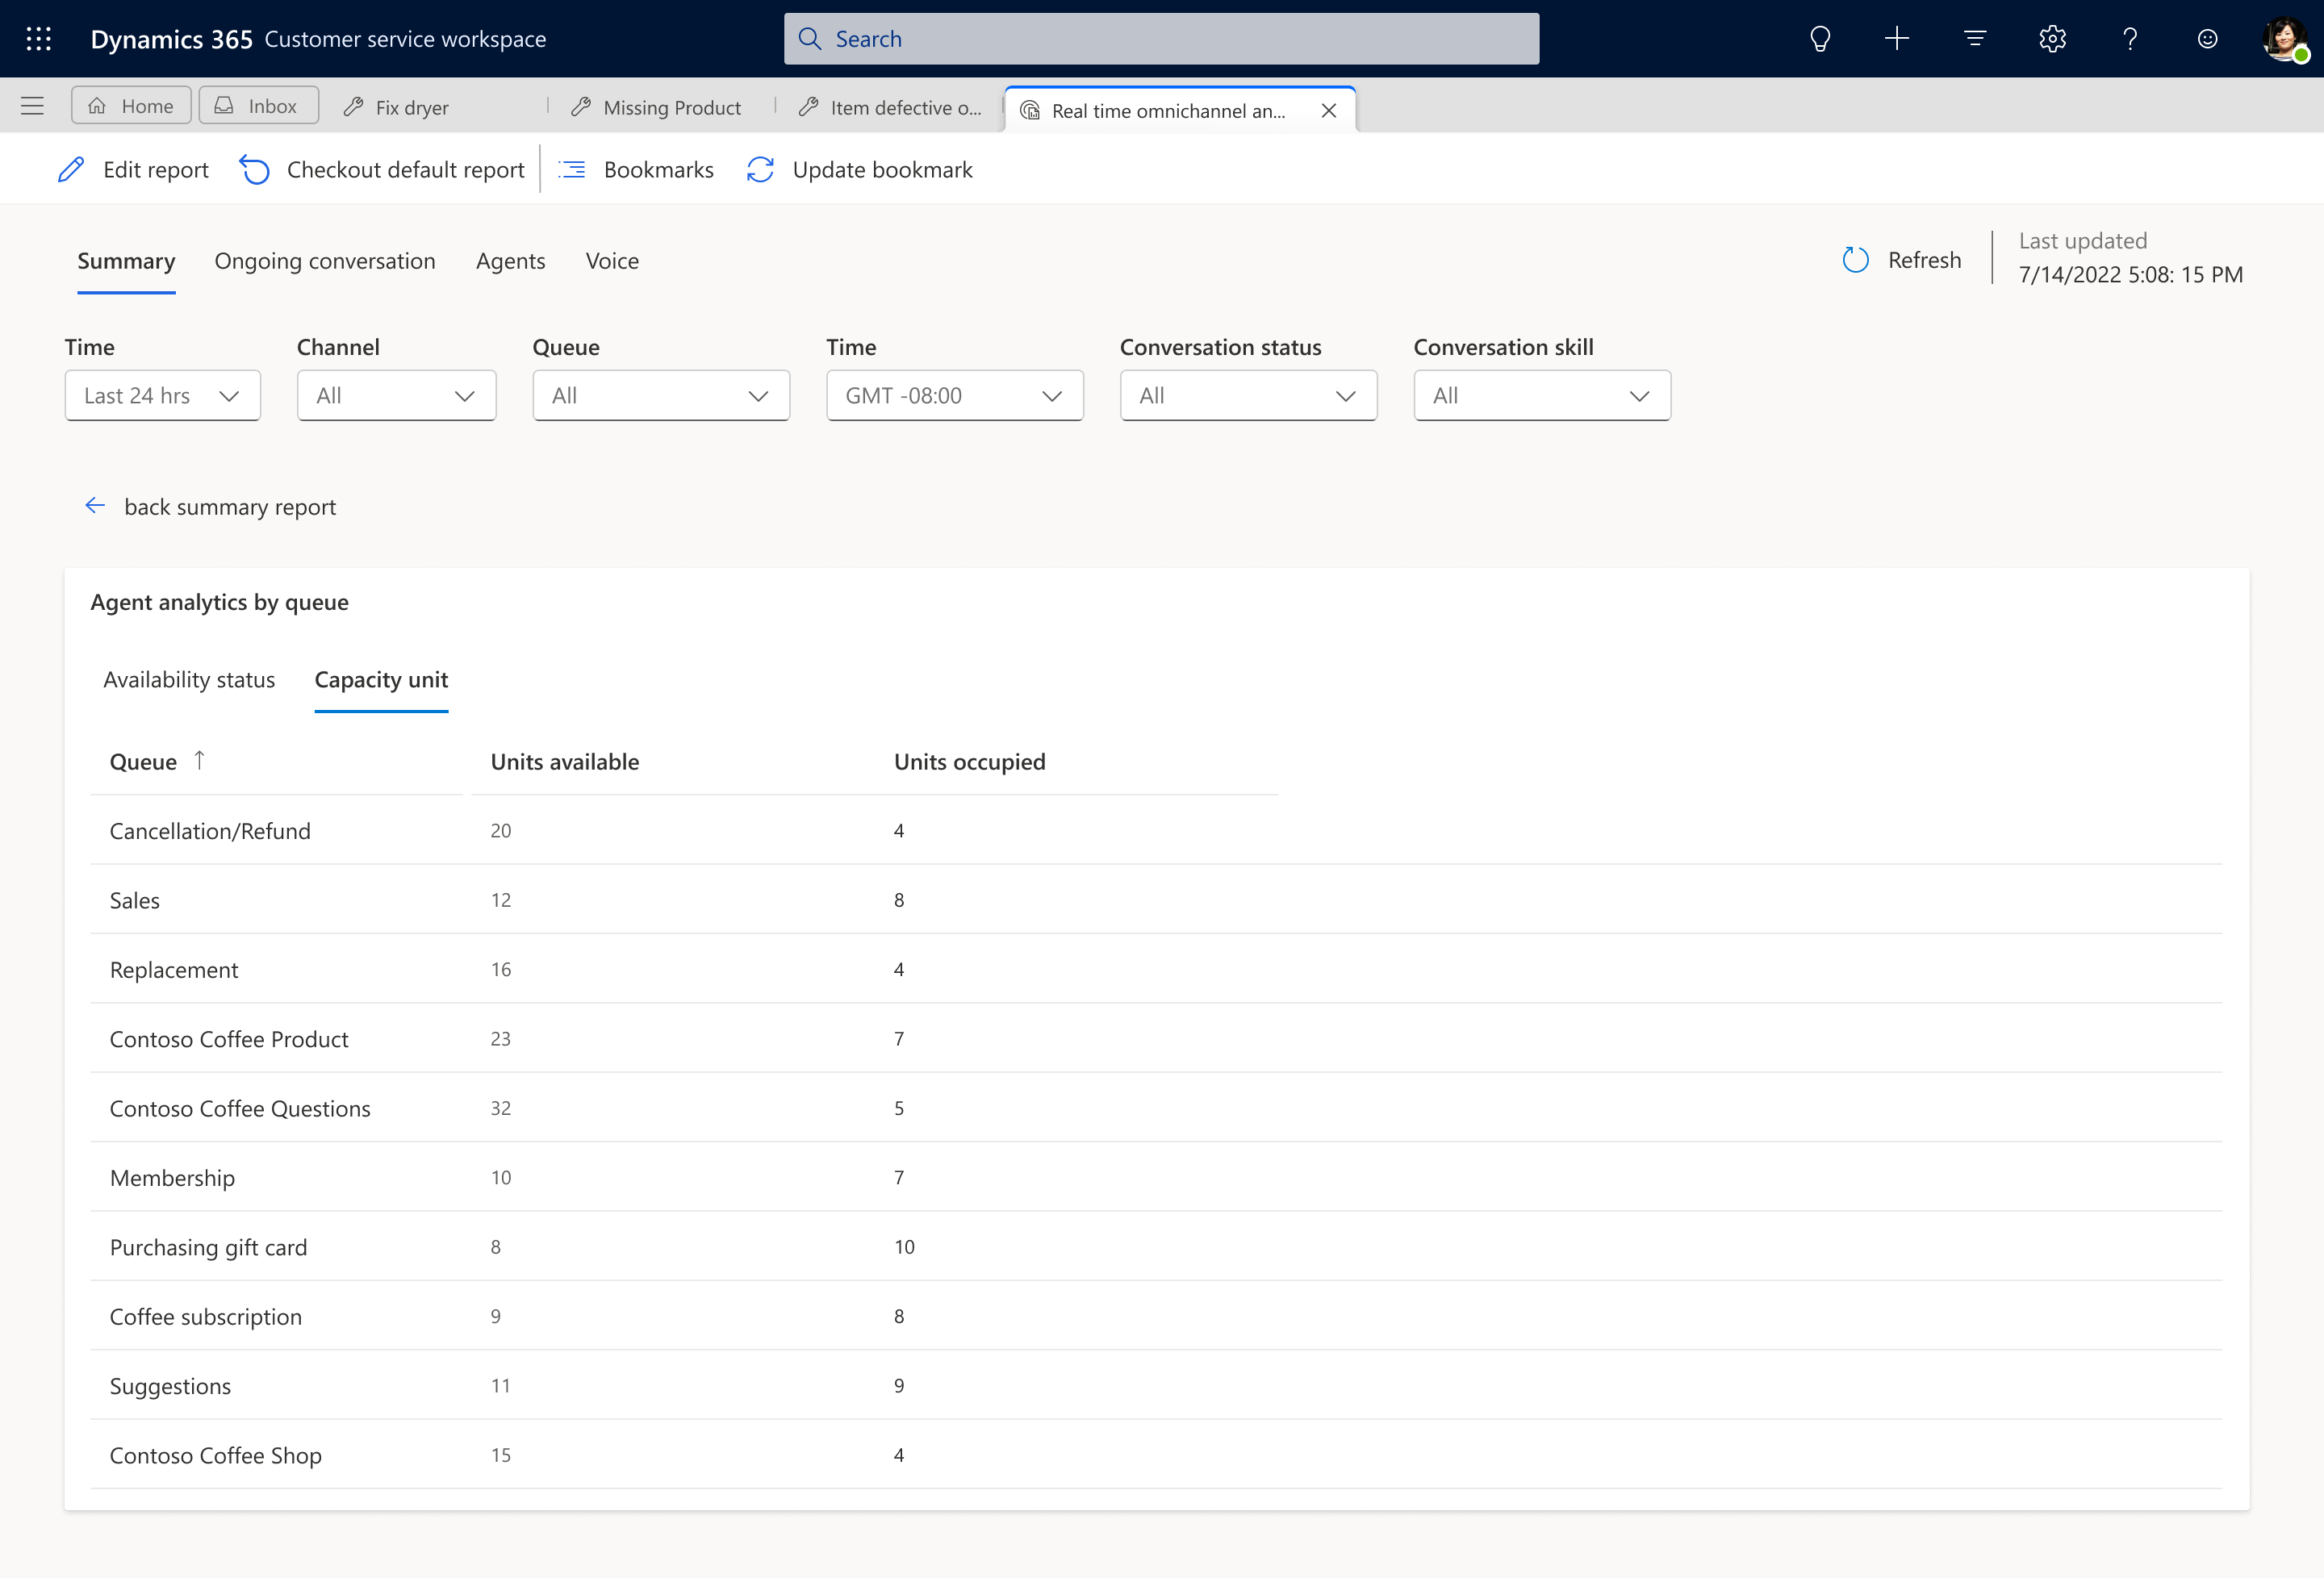 Dynamics 365 Customer service workspace
Search
Home
Inbox
Fix dryer
Missing Product
Item defective o...
Real time omnichannel an...
Edit report
Checkout default report
Bookmarks
Update bookmark
Summary
Ongoing conversation
Agents
Voice
Refresh
Last updated
7/14/2022 5:08: 15 PM
Time
Channel
Queue
Time
Conversation status
Conversation skill
Last 24 hrs
All
All
GMT -08:00
All
All
back summary report
Agent analytics by queue
Availability status
Capacity unit
Queue ↑ Units available Units occupied
Cancellation/Refund 20 4
Sales 12 8
Replacement 16 4
Contoso Coffee Product 23 7
Contoso Coffee Questions 32 5
Membership 10 7
Purchasing gift card 8 10
Coffee subscription 9 8
Suggestions 11 9
Contoso Coffee Shop 15 4